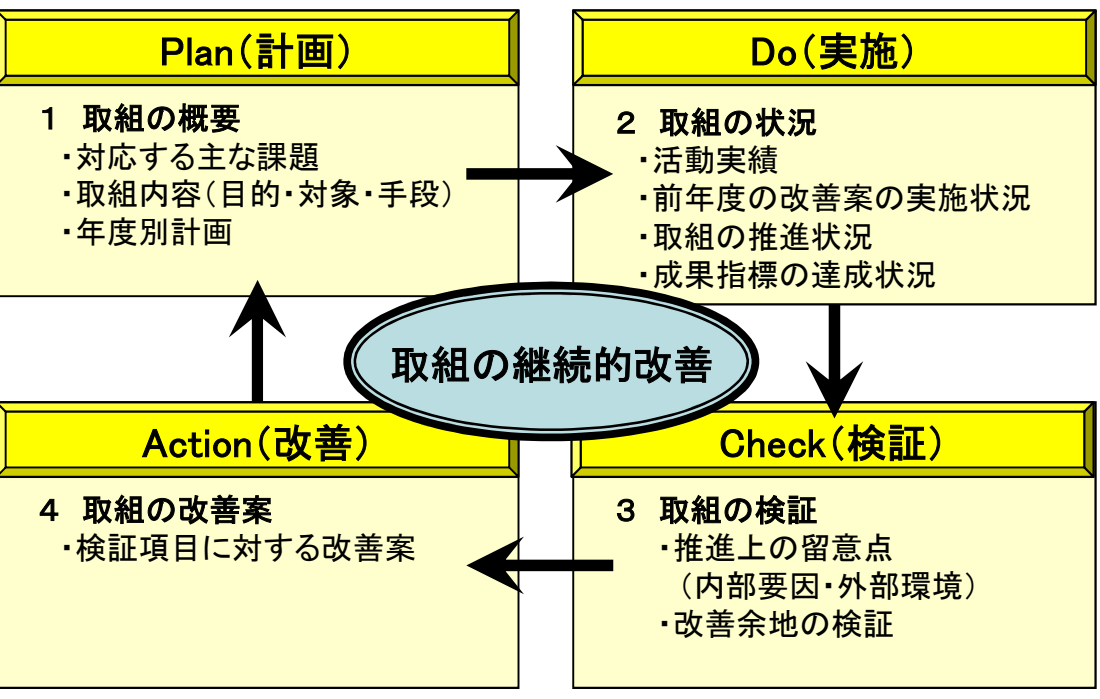 Plan(計画)
1 取組の概要
・対応する主な課題
・取組内容(目的・対象・手段)
・年度別計画
Do(実施)
2 取組の状況
・活動実績
・前年度の改善案の実施状況
・取組の推進状況
・成果指標の達成状況
取組の継続的改善
Check(検証)
3 取組の検証
・推進上の留意点
(内部要因・外部環境)
・改善余地の検証
Action(改善)
4 取組の改善案
・検証項目に対する改善案